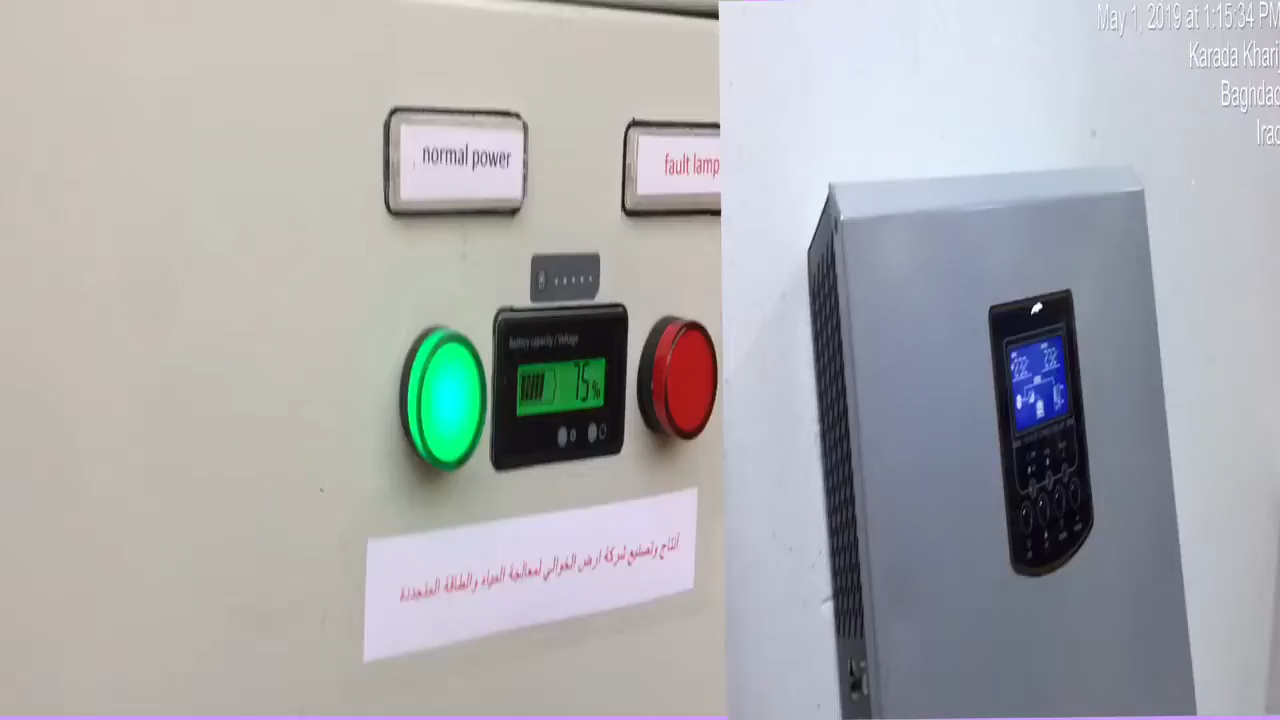 normal power
fault lamp
Battery capacity / Voltage
75%
انتاج وتصنيع شركة ارض الخوالي لمعالجة المياه والطاقة المتجددة
May 1, 2019 at 1:15:34 PM
Karada Kharij
Baghdad
Iraq